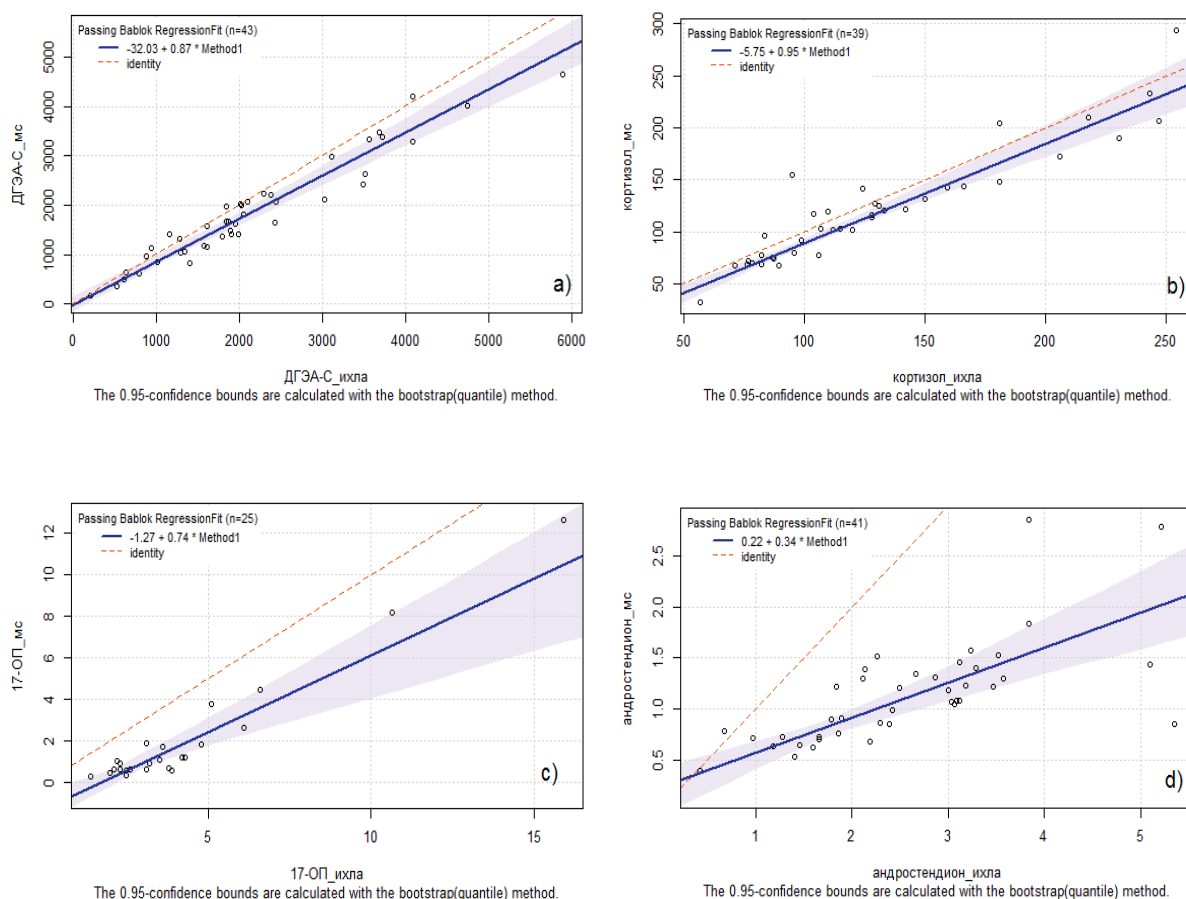 Passing Bablok RegressionFit (n=43)
-32.03 + 0.87 * Method1
identity
ДГЭА-С_мс
0 1000 2000 3000 4000 5000
a)
0 1000 2000 3000 4000 5000 6000
ДГЭА-С_ихла
The 0.95-confidence bounds are calculated with the bootstrap(quantile) method.
Passing Bablok RegressionFit (n=39)
-5.75 + 0.95 * Method1
identity
кортизол_мс
50 100 150 200 250 300
b)
50 100 150 200 250
кортизол_ихла
The 0.95-confidence bounds are calculated with the bootstrap(quantile) method.
Passing Bablok RegressionFit (n=25)
-1.27 + 0.74 * Method1
identity
17-ОП_мс
0 2 4 6 8 10 12
c)
5 10 15
17-ОП_ихла
The 0.95-confidence bounds are calculated with the bootstrap(quantile) method.
Passing Bablok RegressionFit (n=41)
0.22 + 0.34 * Method1
identity
андростендион_мс
0.5 1.0 1.5 2.0 2.5
d)
1 2 3 4 5
андростендион_ихла
The 0.95-confidence bounds are calculated with the bootstrap(quantile) method.